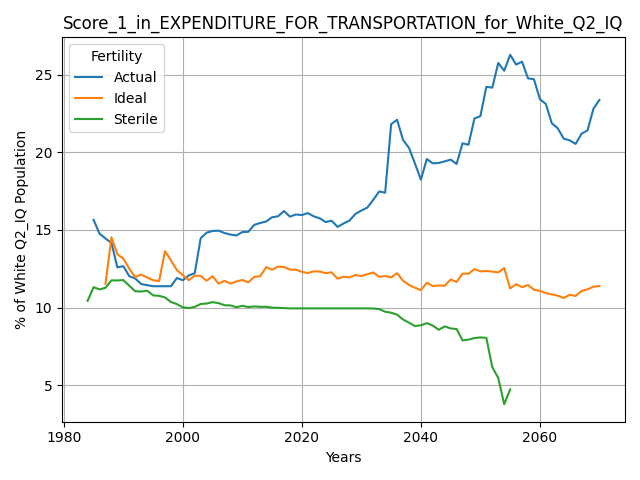 Score_1_in_EXPENDITURE_FOR_TRANSPORTATION_for_White_Q2_IQ
Fertility
Actual
Ideal
Sterile
% of White Q2_IQ Population
25
20
15
10
5
1980
2000
2020
2040
2060
Years